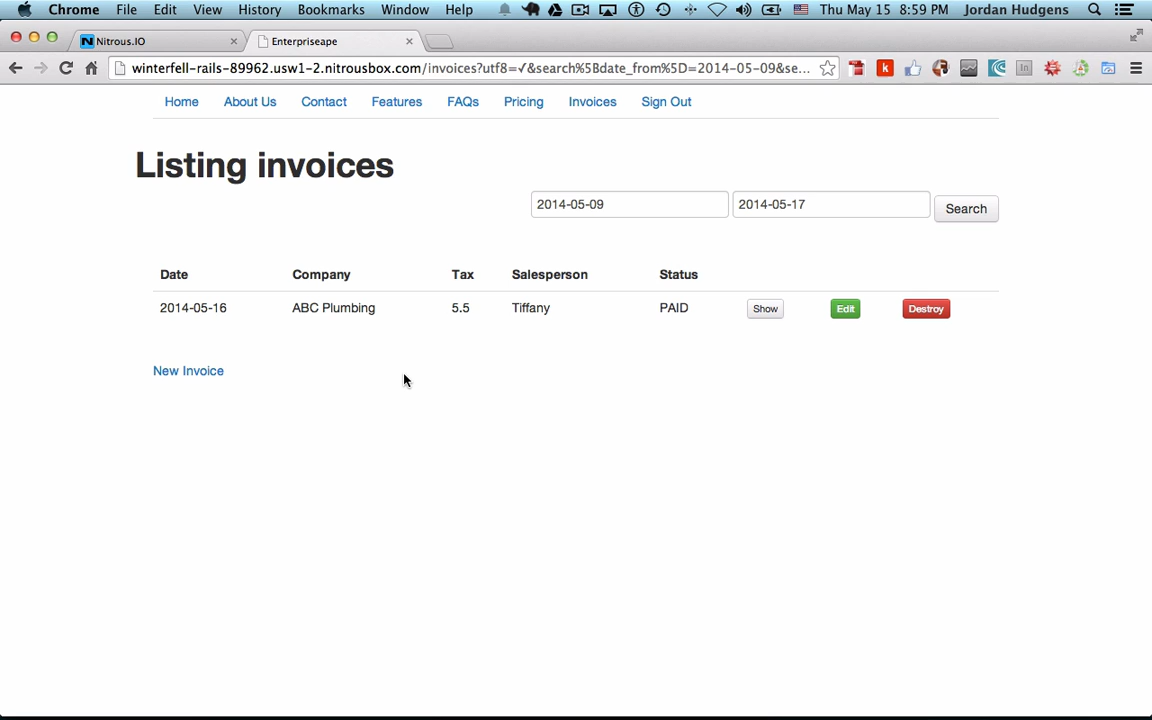 Chrome File Edit View History Bookmarks Window Help Thu May 15 8:59 PM Jordan Hudgens
Nitrous.IO Enterpriseape
winterfell-rails-89962.usw1-2.nitrousbox.com/invoices?utf8=✓&search%5Bdate_from%5D=2014-05-09&se...
Home About Us Contact Features FAQs Pricing Invoices Sign Out
Listing invoices
2014-05-09 2014-05-17 Search
Date Company Tax Salesperson Status
2014-05-16 ABC Plumbing 5.5 Tiffany PAID Show Edit Destroy
New Invoice